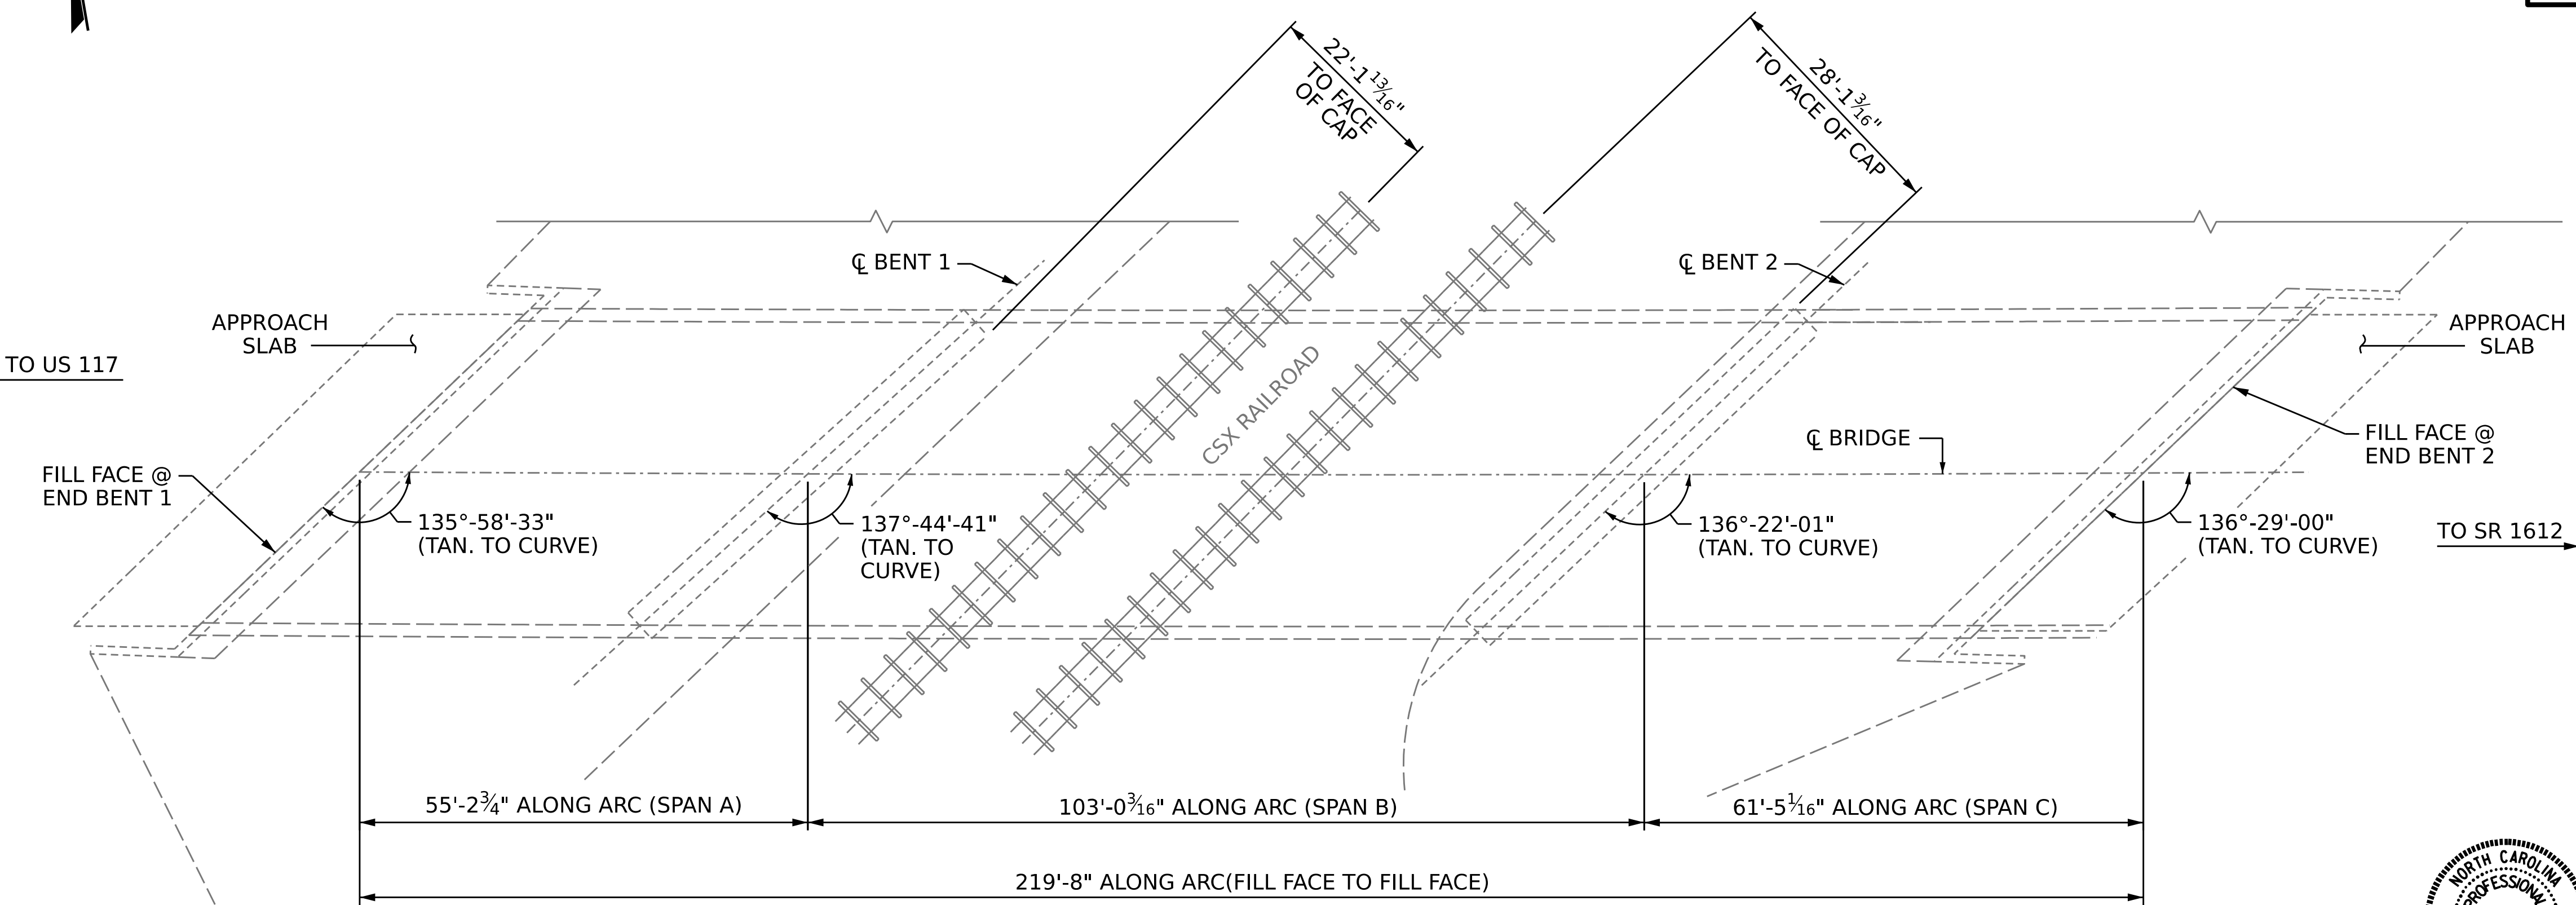 22'-1 13/16"
TO FACE
OF CAP
28'-1 3/16"
TO FACE OF CAP
℄ BENT 1
℄ BENT 2
APPROACH
SLAB
APPROACH
SLAB
TO US 117
CSX RAILROAD
℄ BRIDGE
FILL FACE @
END BENT 1
FILL FACE @
END BENT 2
135°-58'-33"
(TAN. TO CURVE)
137°-44'-41"
(TAN. TO
CURVE)
136°-22'-01"
(TAN. TO CURVE)
136°-29'-00"
(TAN. TO CURVE)
TO SR 1612
55'-2 3/4" ALONG ARC (SPAN A)
103'-0 3/16" ALONG ARC (SPAN B)
61'-5 1/16" ALONG ARC (SPAN C)
219'-8" ALONG ARC(FILL FACE TO FILL FACE)
NORTH CAROLINA
PROFESSIONAL